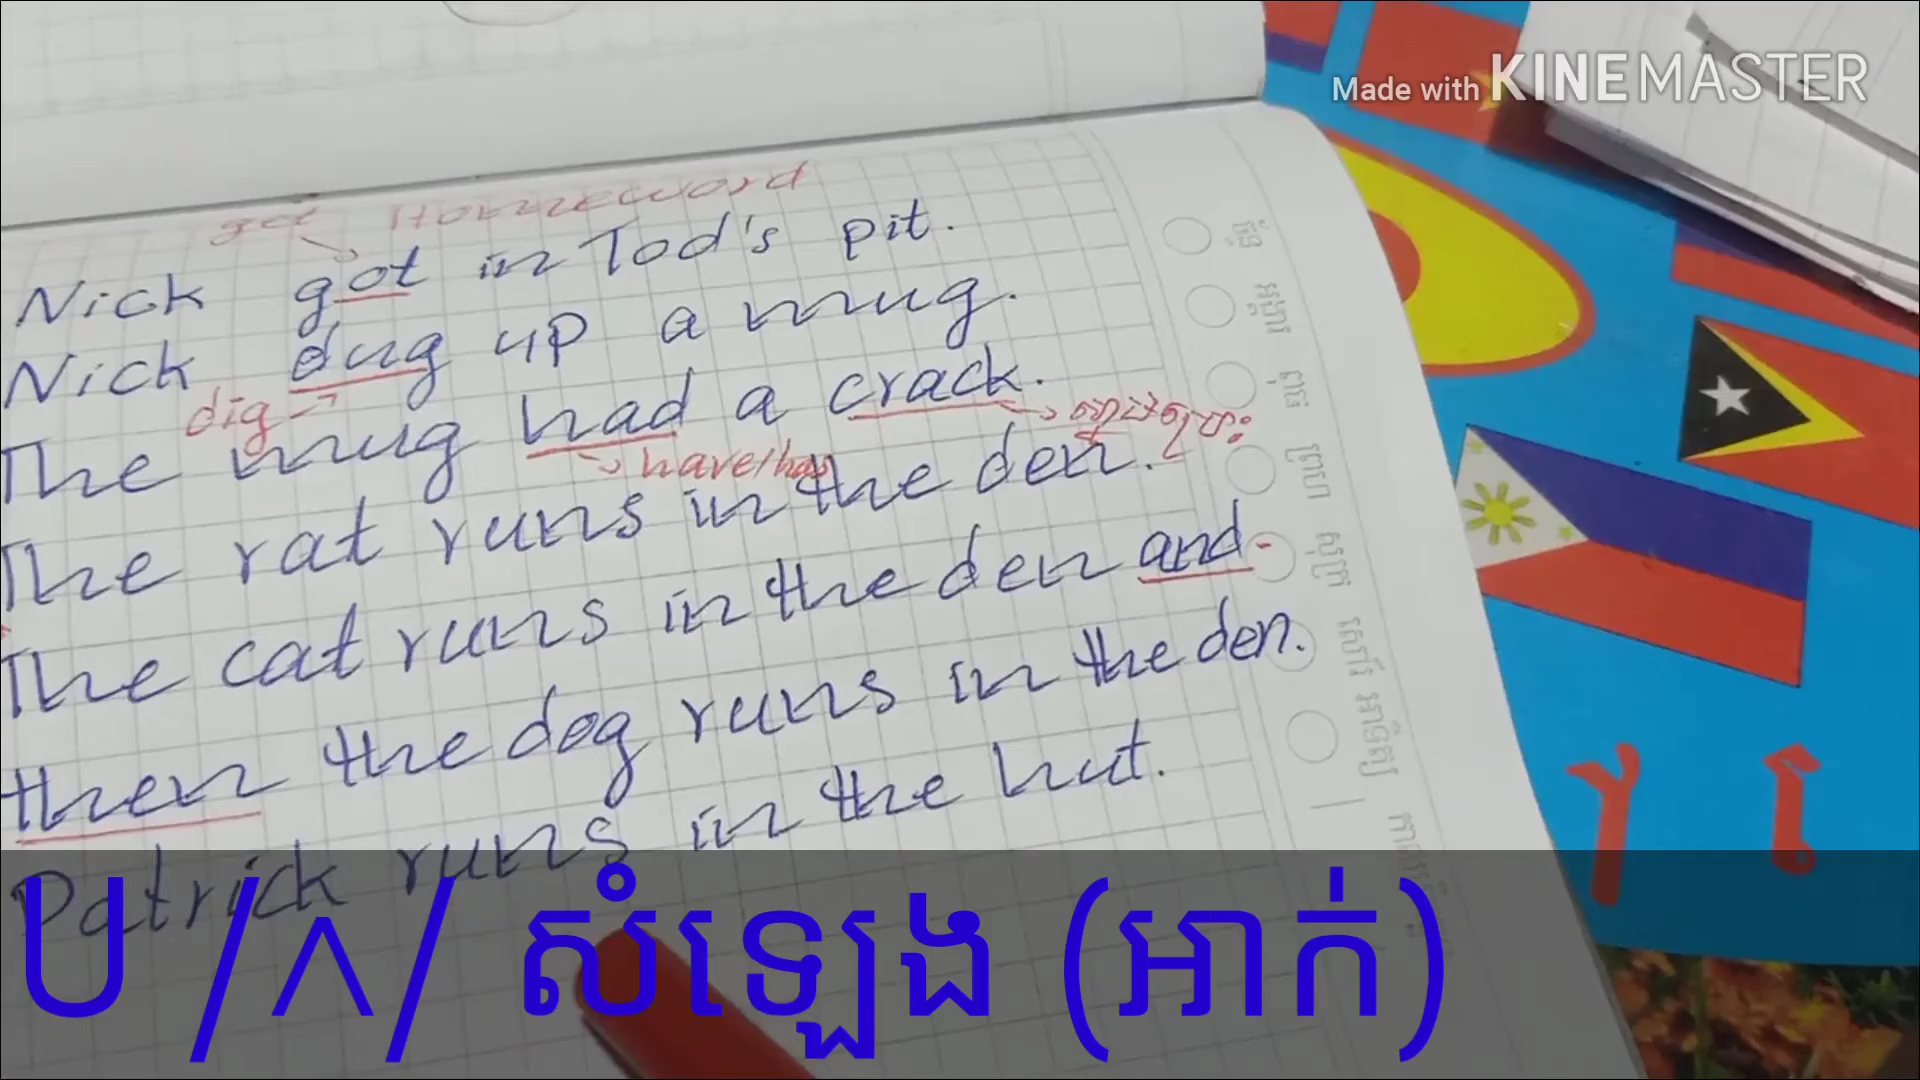 Made with KINEMASTER
get Homeword
Nick got in Tod's pit.
Nick dug up a mug.
dig
The mug had a crack.
have/has
The rat runs in the den.
The cat runs in the den and
then the dog runs in the den.
Patrick runs in the hut.
ប /ʌ/ សំឡេង (អាក់)